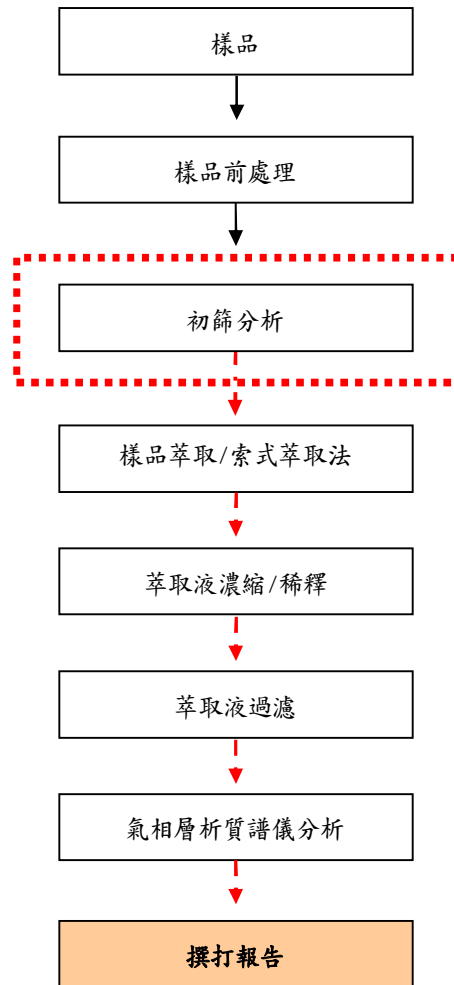 樣品
樣品前處理
初篩分析
樣品萃取/索式萃取法
萃取液濃縮/稀釋
萃取液過濾
氣相層析質譜儀分析
撰打報告